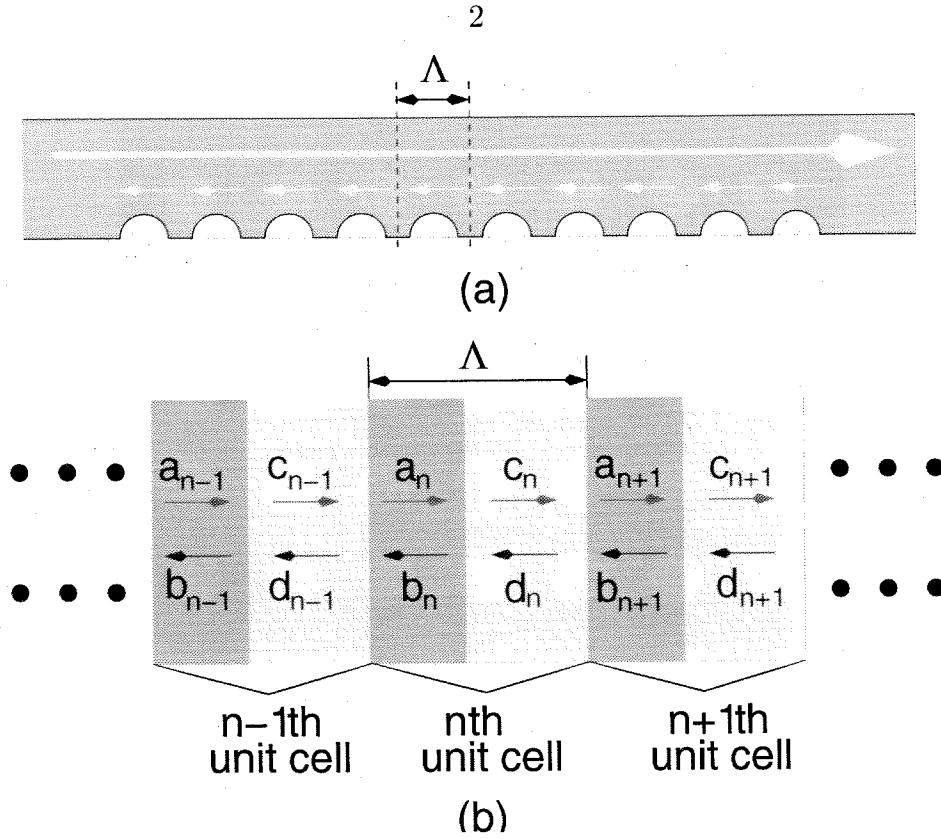 2
Λ
(a)
Λ
a_{n-1} c_{n-1} a_n c_n a_{n+1} c_{n+1}
b_{n-1} d_{n-1} b_n d_n b_{n+1} d_{n+1}
n-1th nth n+1th
unit cell unit cell unit cell
(b)